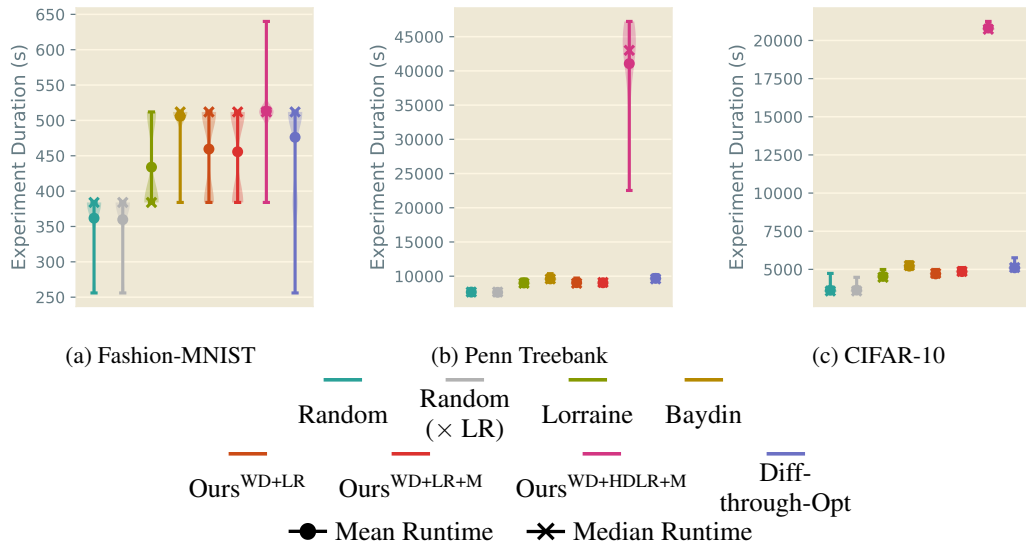 650
600
550
500
450
400
350
300
250
Experiment Duration (s)
45000
40000
35000
30000
25000
20000
15000
10000
Experiment Duration (s)
20000
17500
15000
12500
10000
7500
5000
Experiment Duration (s)
(a) Fashion-MNIST
(b) Penn Treebank
(c) CIFAR-10
Random
Random
(× LR)
Lorraine
Baydin
Ours^WD+LR
Ours^WD+LR+M
Ours^WD+HDLR+M
Diff-
through-Opt
Mean Runtime
Median Runtime